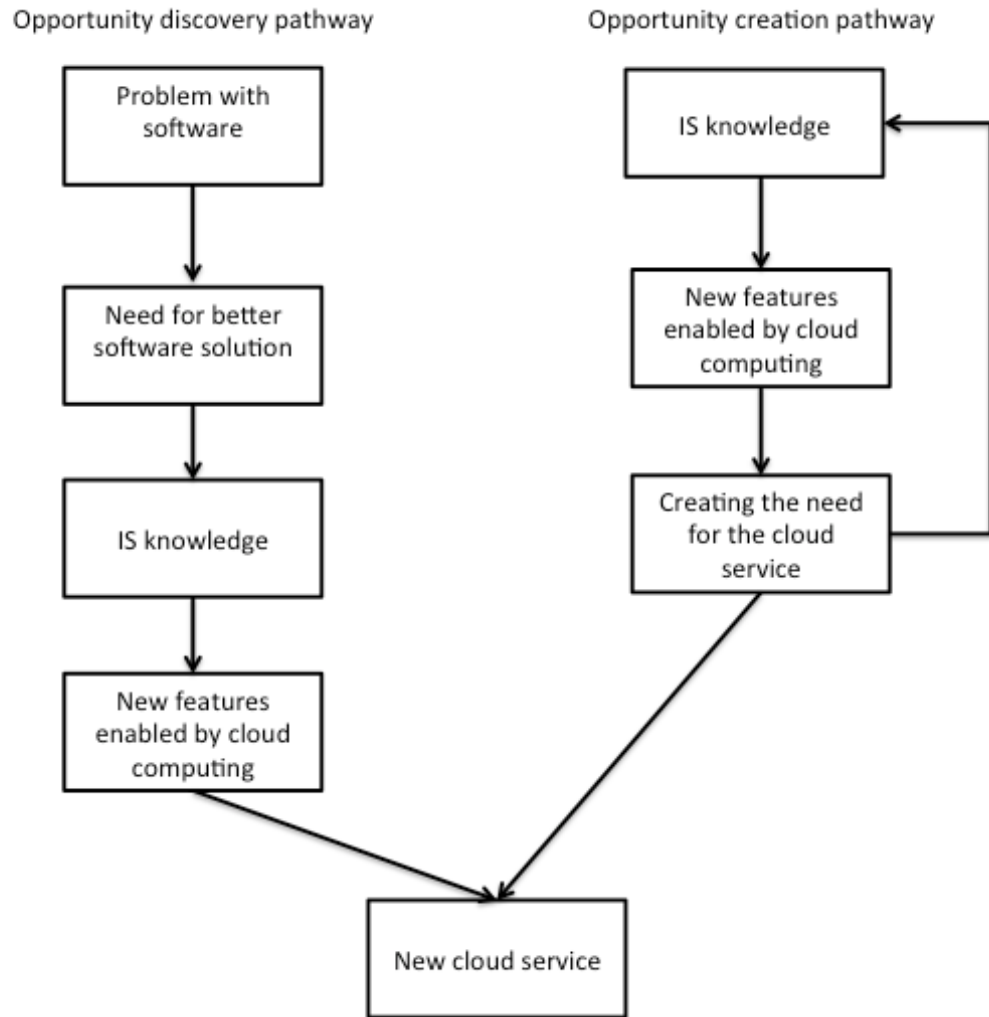 Opportunity discovery pathway
Problem with
software
Need for better
software solution
IS knowledge
New features
enabled by cloud
computing
Opportunity creation pathway
IS knowledge
New features
enabled by cloud
computing
Creating the need
for the cloud
service
New cloud service